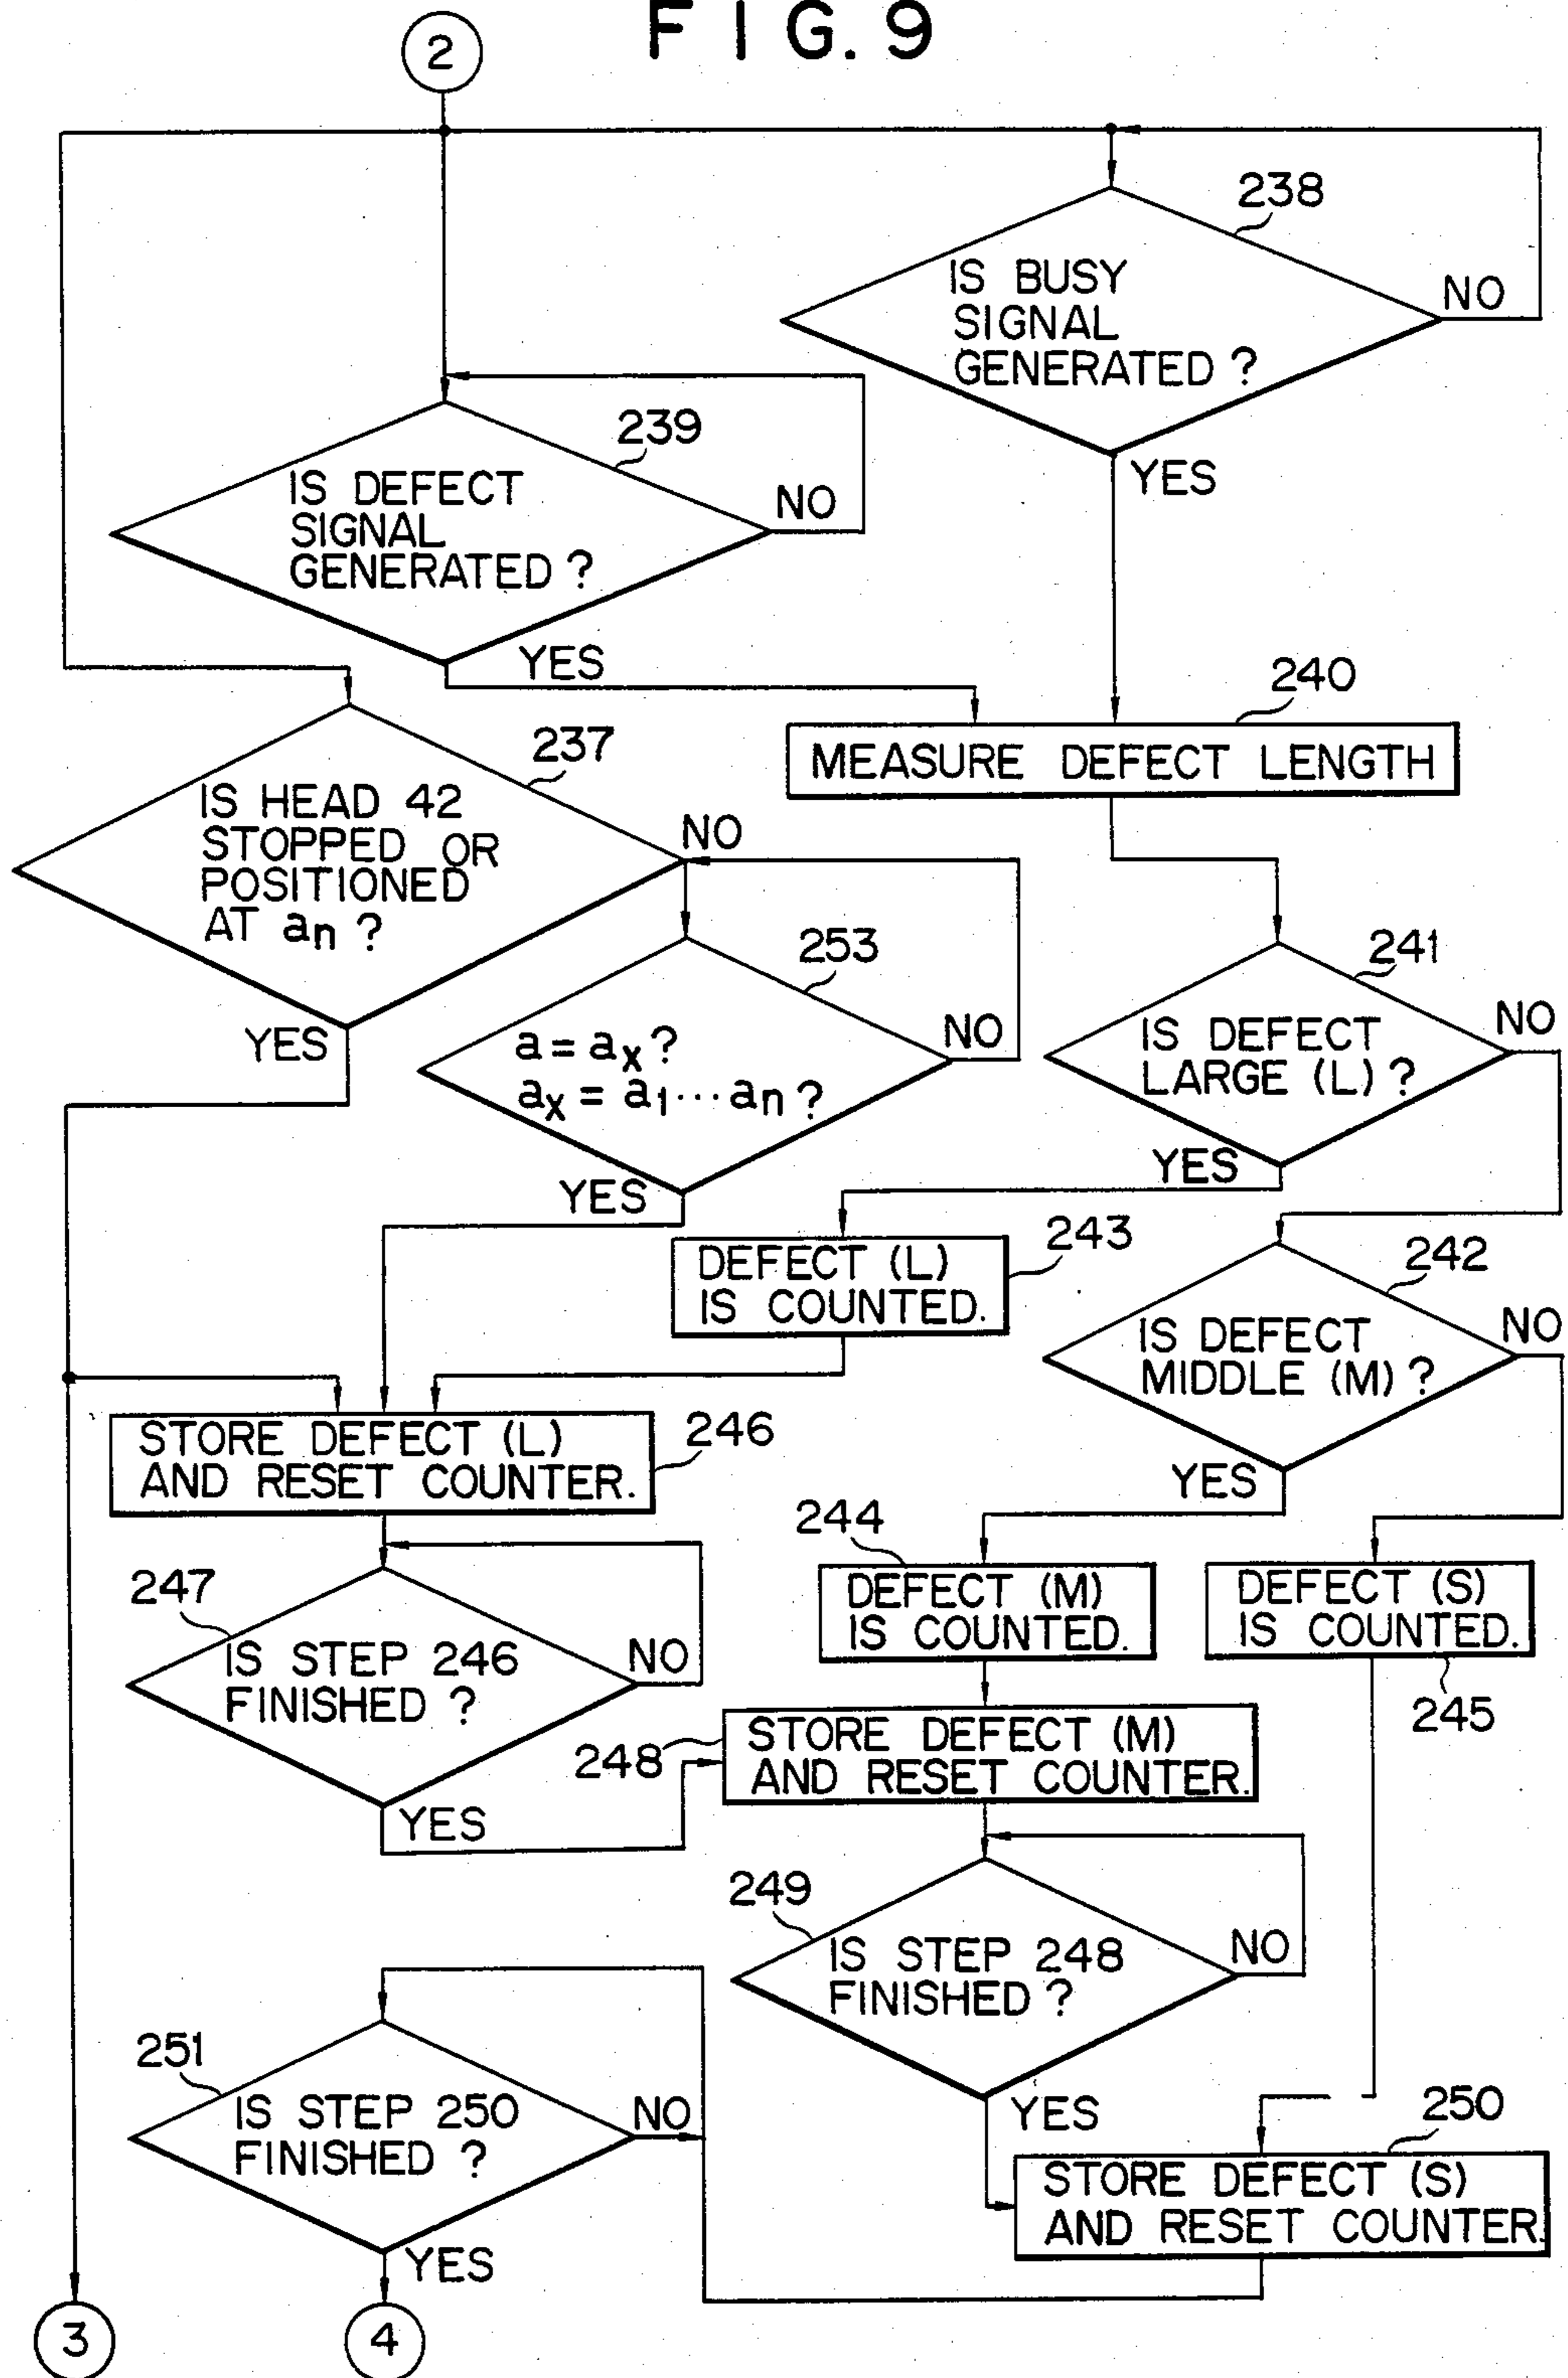 FIG. 9
2
238
IS BUSY
SIGNAL
GENERATED ?
NO
YES
239
IS DEFECT
SIGNAL
GENERATED ?
NO
YES
240
MEASURE DEFECT LENGTH
237
IS HEAD 42
STOPPED OR
POSITIONED
AT an ?
NO
YES
253
a = ax ?
ax = a1 ··· an ?
NO
YES
241
IS DEFECT
LARGE (L) ?
NO
YES
243
DEFECT (L)
IS COUNTED.
242
IS DEFECT
MIDDLE (M) ?
NO
YES
246
STORE DEFECT (L)
AND RESET COUNTER.
244
DEFECT (M)
IS COUNTED.
DEFECT (S)
IS COUNTED.
245
247
IS STEP 246
FINISHED ?
NO
YES
248
STORE DEFECT (M)
AND RESET COUNTER.
249
IS STEP 248
FINISHED ?
NO
YES
251
IS STEP 250
FINISHED ?
NO
YES
250
STORE DEFECT (S)
AND RESET COUNTER.
3
4